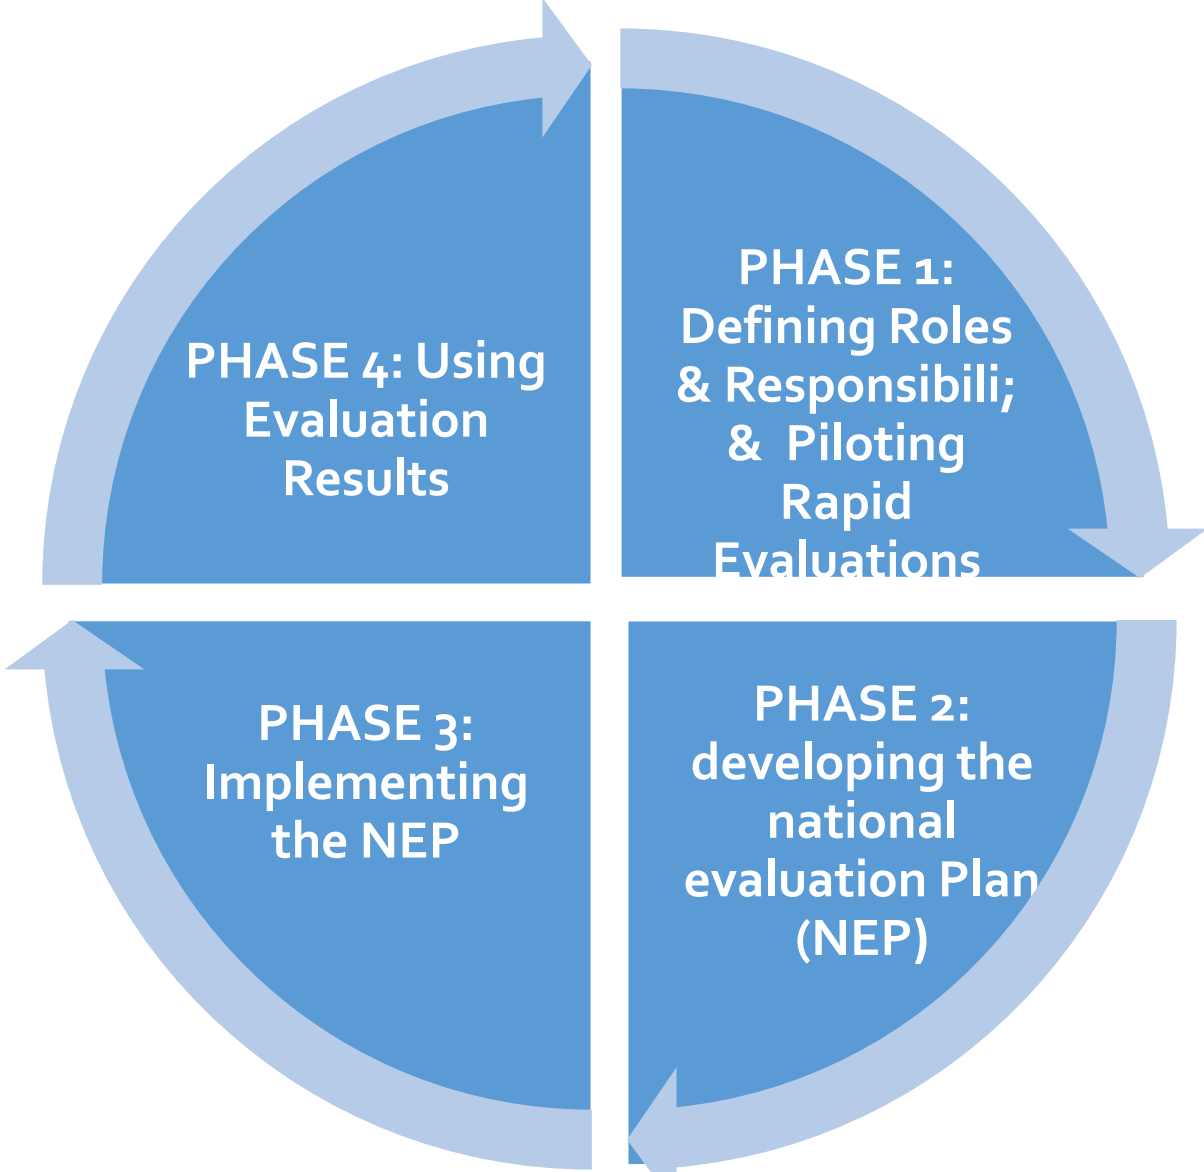 PHASE 1:
Defining Roles
& Responsibili;
& Piloting
Rapid
Evaluations
PHASE 2:
developing the
national
evaluation Plan
(NEP)
PHASE 3:
Implementing
the NEP
PHASE 4: Using
Evaluation
Results